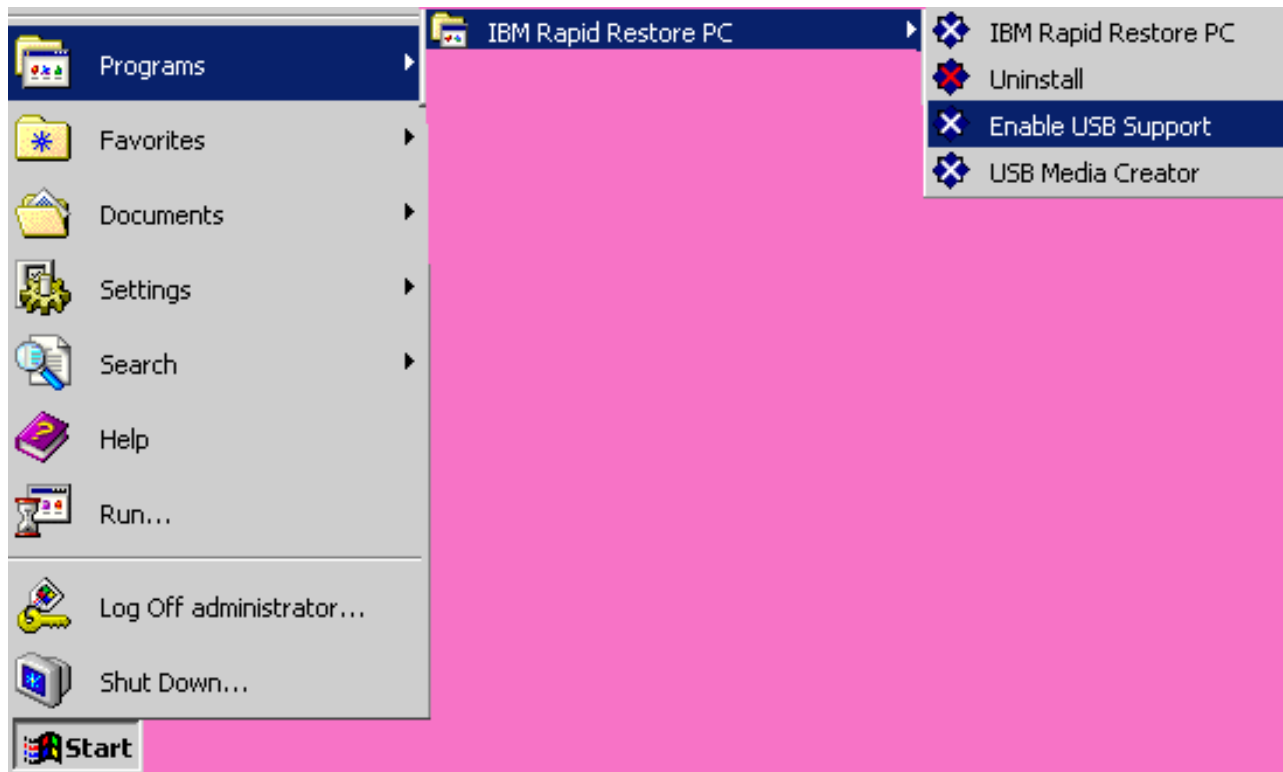 Programs
Favorites
Documents
Settings
Search
Help
Run...
Log Off administrator...
Shut Down...
Start
IBM Rapid Restore PC
IBM Rapid Restore PC
Uninstall
Enable USB Support
USB Media Creator